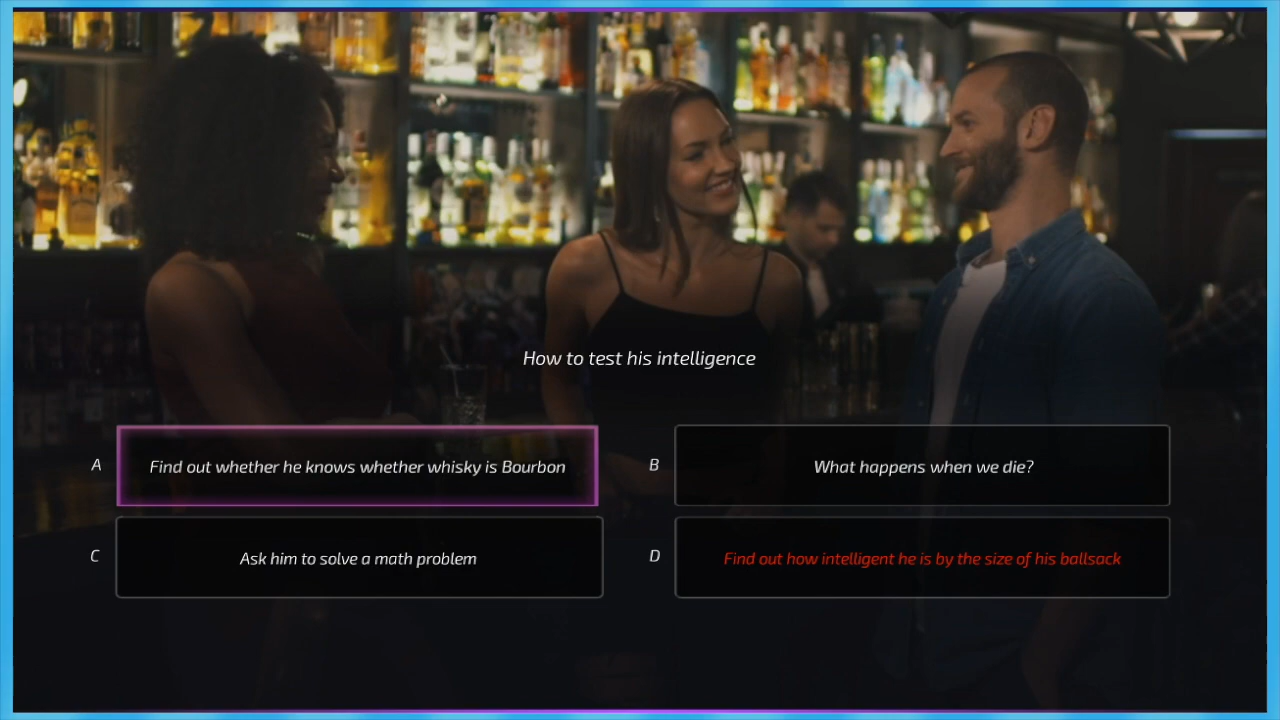 How to test his intelligence
A
Find out whether he knows whether whisky is Bourbon
B
What happens when we die?
C
Ask him to solve a math problem
D
Find out how intelligent he is by the size of his ballsack